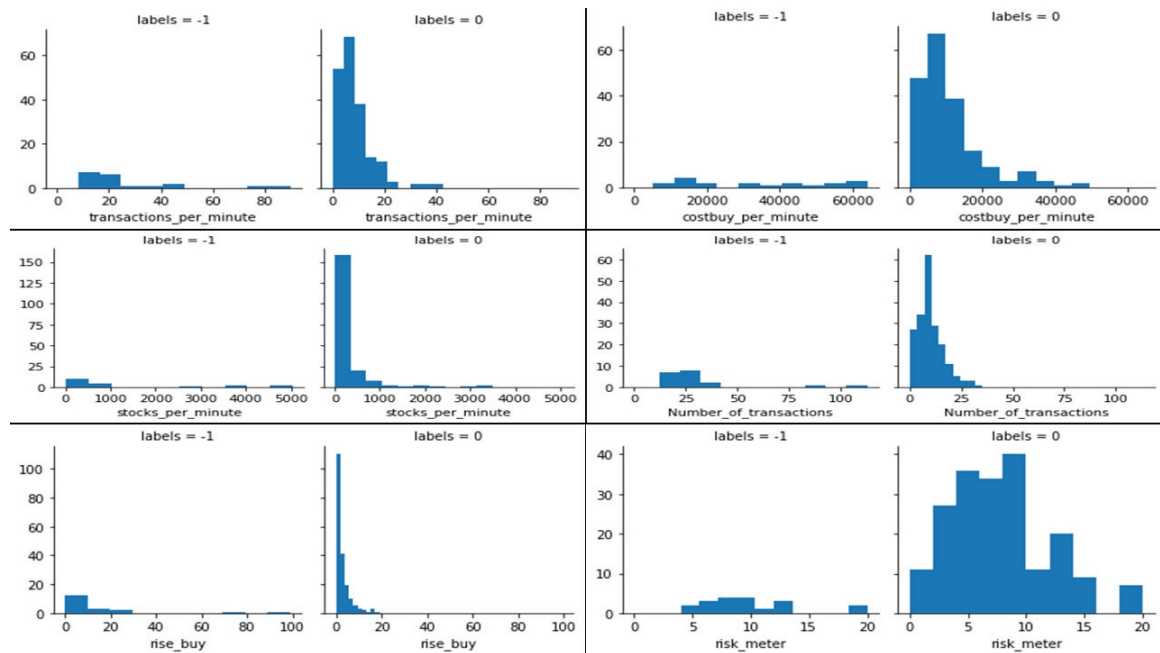 labels = -1 labels = 0 labels = -1 labels = 0
60
40
20
0
0 20 40 60 80 0 20 40 60 80
transactions_per_minute transactions_per_minute
60
40
20
0
0 20000 40000 60000 0 20000 40000 60000
costbuy_per_minute costbuy_per_minute
labels = -1 labels = 0 labels = -1 labels = 0
150
125
100
75
50
25
0
0 1000 2000 3000 4000 5000 0 1000 2000 3000 4000 5000
stocks_per_minute stocks_per_minute
60
50
40
30
20
10
0
0 25 50 75 100 0 25 50 75 100
Number_of_transactions Number_of_transactions
labels = -1 labels = 0 labels = -1 labels = 0
100
80
60
40
20
0
0 20 40 60 80 100 0 20 40 60 80 100
rise_buy rise_buy
40
30
20
10
0
0 5 10 15 20 0 5 10 15 20
risk_meter risk_meter